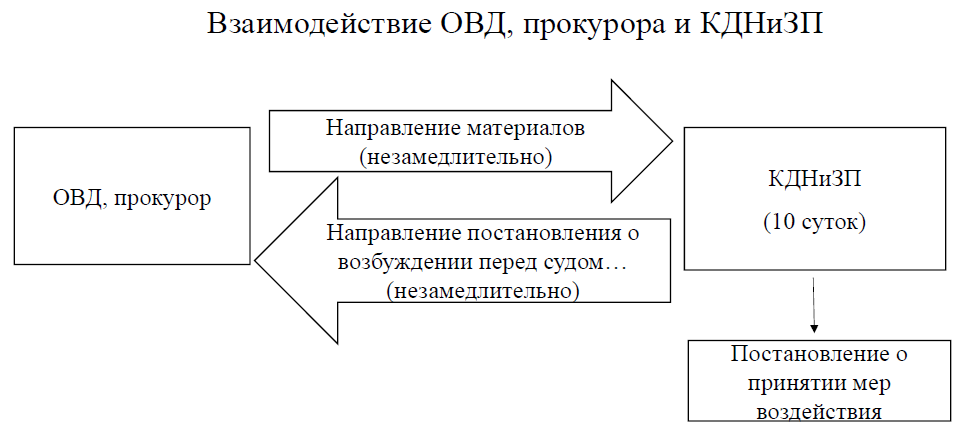 Взаимодействие ОВД, прокурора и КДНиЗП
ОВД, прокурор
Направление материалов
(незамедлительно)
Направление постановления о
возбуждении перед судом…
(незамедлительно)
КДНиЗП
(10 суток)
Постановление о
принятии мер
воздействия